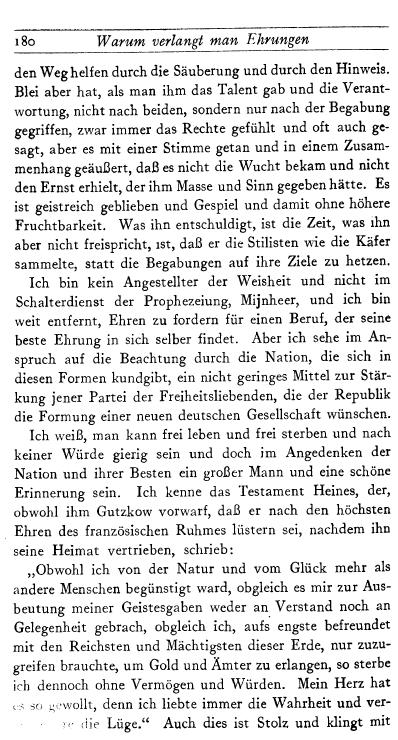 180 Warum verlangt man Ehrungen
den Weg helfen durch die Säuberung und durch den Hinweis.
Blei aber hat, als man ihm das Talent gab und die Verant-
wortung, nicht nach beiden, sondern nur nach der Begabung
gegriffen, zwar immer das Rechte gefühlt und oft auch ge-
sagt, aber es mit einer Stimme getan und in einem Zusam-
menhang geäußert, daß es nicht die Wucht bekam und nicht
den Ernst erhielt, der ihm Masse und Sinn gegeben hätte. Es
ist geistreich geblieben und Gespiel und damit ohne höhere
Fruchtbarkeit. Was ihn entschuldigt, ist die Zeit, was ihn
aber nicht freispricht, ist, daß er die Stilisten wie die Käfer
sammelte, statt die Begabungen auf ihre Ziele zu hetzen.
Ich bin kein Angestellter der Weisheit und nicht im
Schalterdienst der Prophezeiung, Mijnheer, und ich bin
weit entfernt, Ehren zu fordern für einen Beruf, der seine
beste Ehrung in sich selber findet. Aber ich sehe im An-
spruch auf die Beachtung durch die Nation, die sich in
diesen Formen kundgibt, ein nicht geringes Mittel zur Stär-
kung jener Partei der Freiheitsliebenden, die der Republik
die Formung einer neuen deutschen Gesellschaft wünschen.
Ich weiß, man kann frei leben und frei sterben und nach
keiner Würde gierig sein und doch im Angedenken der
Nation und ihrer Besten ein großer Mann und eine schöne
Erinnerung sein. Ich kenne das Testament Heines, der,
obwohl ihm Gutzkow vorwarf, daß er nach den höchsten
Ehren des französischen Ruhmes lüstern sei, nachdem ihn
seine Heimat vertrieben, schrieb:
„Obwohl ich von der Natur und vom Glück mehr als
andere Menschen begünstigt ward, obgleich es mir zur Aus-
beutung meiner Geistesgaben weder an Verstand noch an
Gelegenheit gebrach, obgleich ich, aufs engste befreundet
mit den Reichsten und Mächtigsten dieser Erde, nur zuzu-
greifen brauchte, um Gold und Ämter zu erlangen, so sterbe
ich dennoch ohne Vermögen und Würden. Mein Herz hat
es so gewollt, denn ich liebte immer die Wahrheit und ver-
die Lüge.“ Auch dies ist Stolz und klingt mit